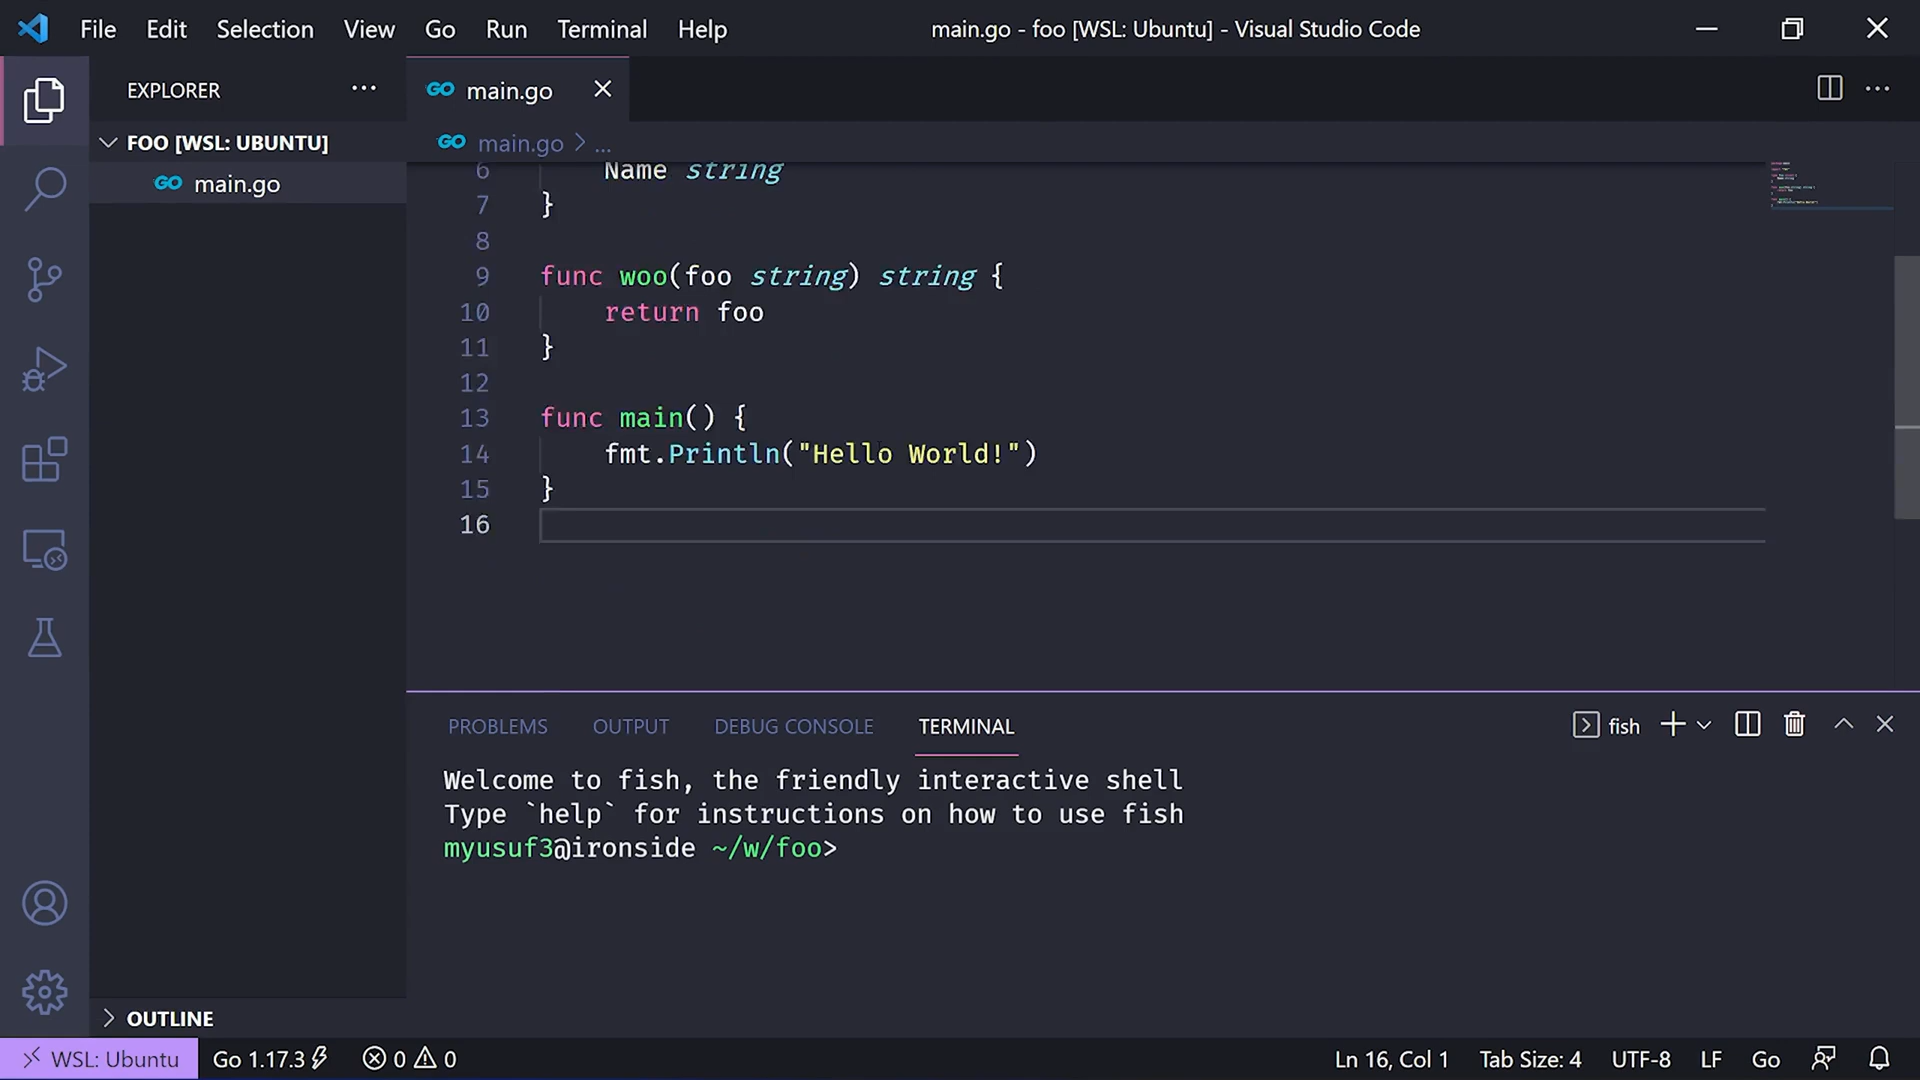 File Edit Selection View Go Run Terminal Help
main.go - foo [WSL: Ubuntu] - Visual Studio Code
EXPLORER
FOO [WSL: UBUNTU]
GO main.go
OUTLINE
GO main.go
GO main.go > ...
6 Name string
7 }
8
9 func woo(foo string) string {
10 return foo
11 }
12
13 func main() {
14 fmt.Println("Hello World!")
15 }
16
PROBLEMS OUTPUT DEBUG CONSOLE TERMINAL
fish
Welcome to fish, the friendly interactive shell
Type `help` for instructions on how to use fish
myusuf3@ironside ~/w/foo>
WSL: Ubuntu Go 1.17.3 0 0 Ln 16, Col 1 Tab Size: 4 UTF-8 LF Go